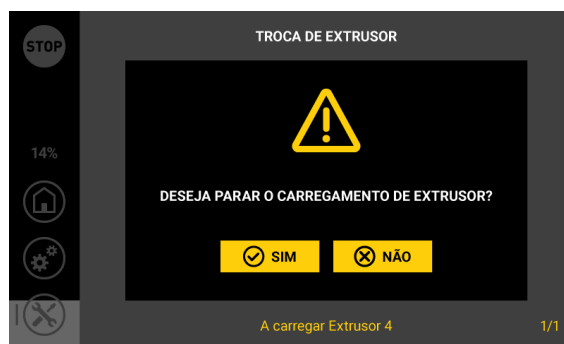 STOP
TROCA DE EXTRUSOR
14%
DESEJA PARAR O CARREGAMENTO DE EXTRUSOR?
SIM
NÃO
A carregar Extrusor 4
1/1